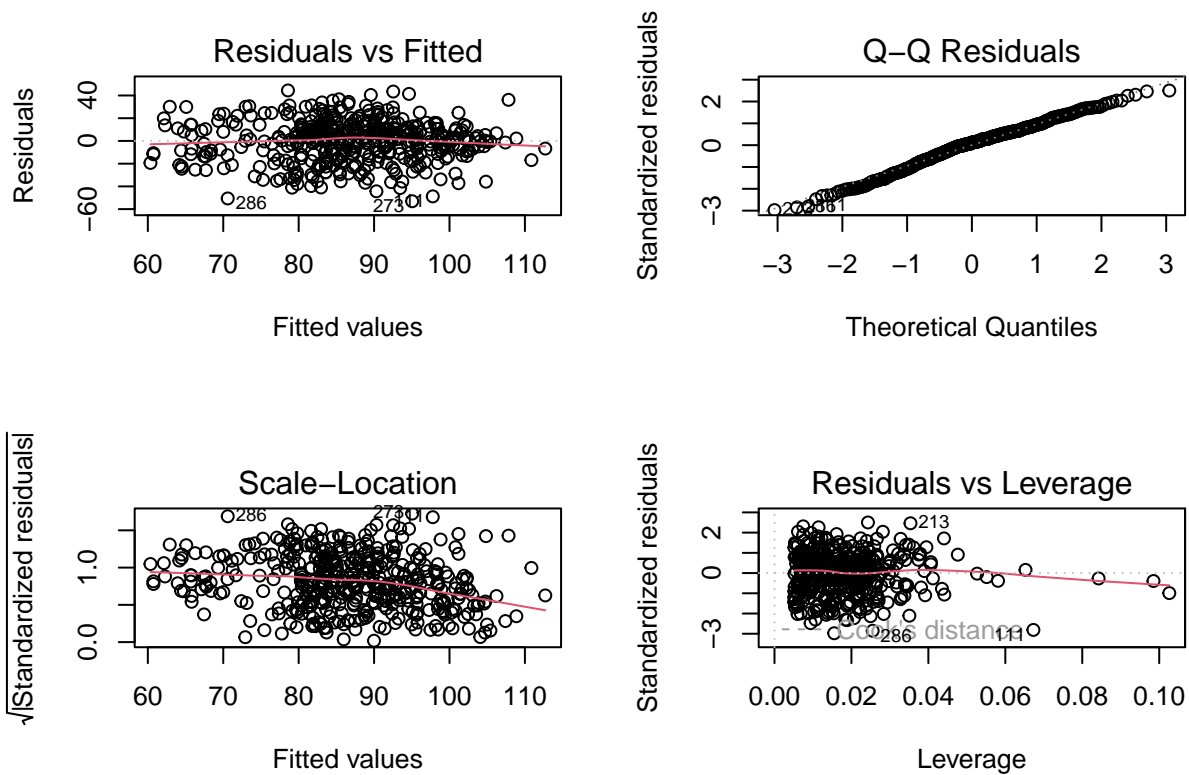 Residuals vs Fitted
Residuals
40
0
−60
286
273
60 70 80 90 100 110
Fitted values
Q−Q Residuals
Standardized residuals
2
0
−3
−3 −2 −1 0 1 2 3
Theoretical Quantiles
Scale−Location
√|Standardized residuals|
1.0
0.0
286
273
60 70 80 90 100 110
Fitted values
Residuals vs Leverage
Standardized residuals
2
0
−3
213
Cook's distance
286
111
0.00 0.02 0.04 0.06 0.08 0.10
Leverage